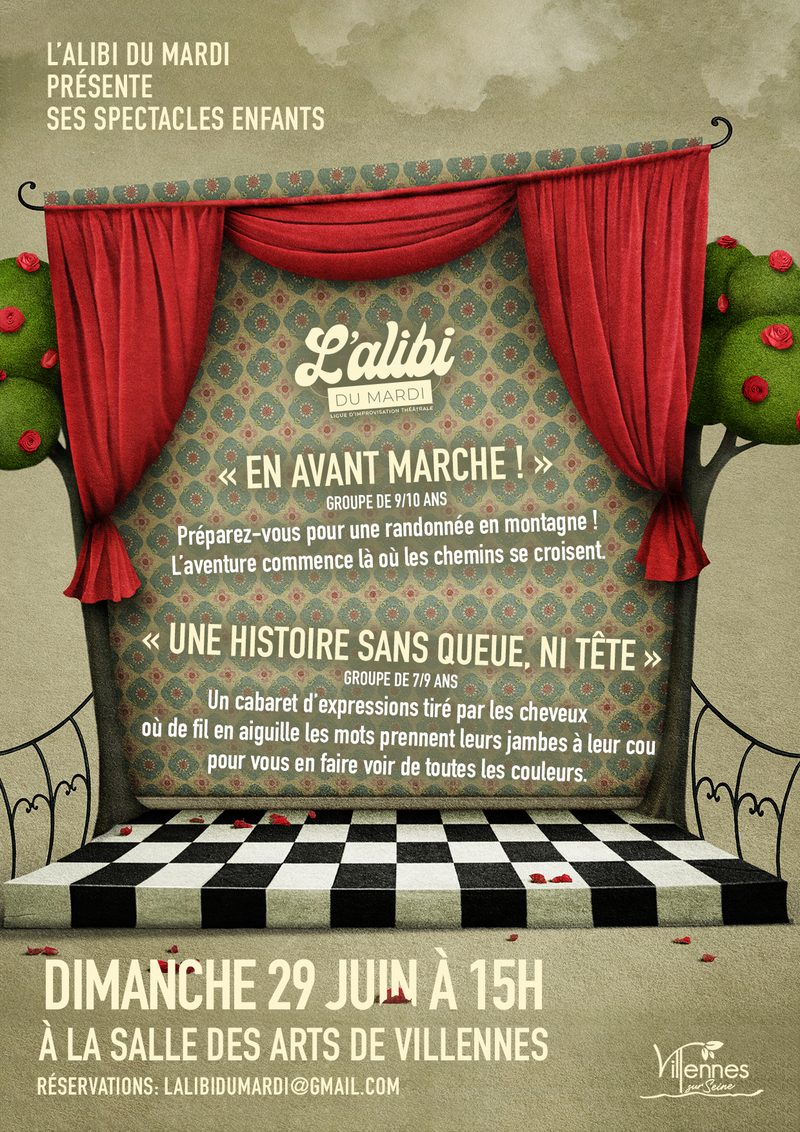 L'ALIBI DU MARDI
PRÉSENTE
SES SPECTACLES ENFANTS
L'alibi
DU MARDI
LIGUE D'IMPROVISATION THÉÂTRALE
« EN AVANT MARCHE ! »
GROUPE DE 9/10 ANS
Préparez-vous pour une randonnée en montagne !
L'aventure commence là où les chemins se croisent.
« UNE HISTOIRE SANS QUEUE, NI TÊTE »
GROUPE DE 7/9 ANS
Un cabaret d'expressions tiré par les cheveux
où de fil en aiguille les mots prennent leurs jambes à leur cou
pour vous en faire voir de toutes les couleurs.
DIMANCHE 29 JUIN À 15H
À LA SALLE DES ARTS DE VILLENNES
RÉSERVATIONS: LALIBIDUMARDI@GMAIL.COM
Villennes
sur Seine